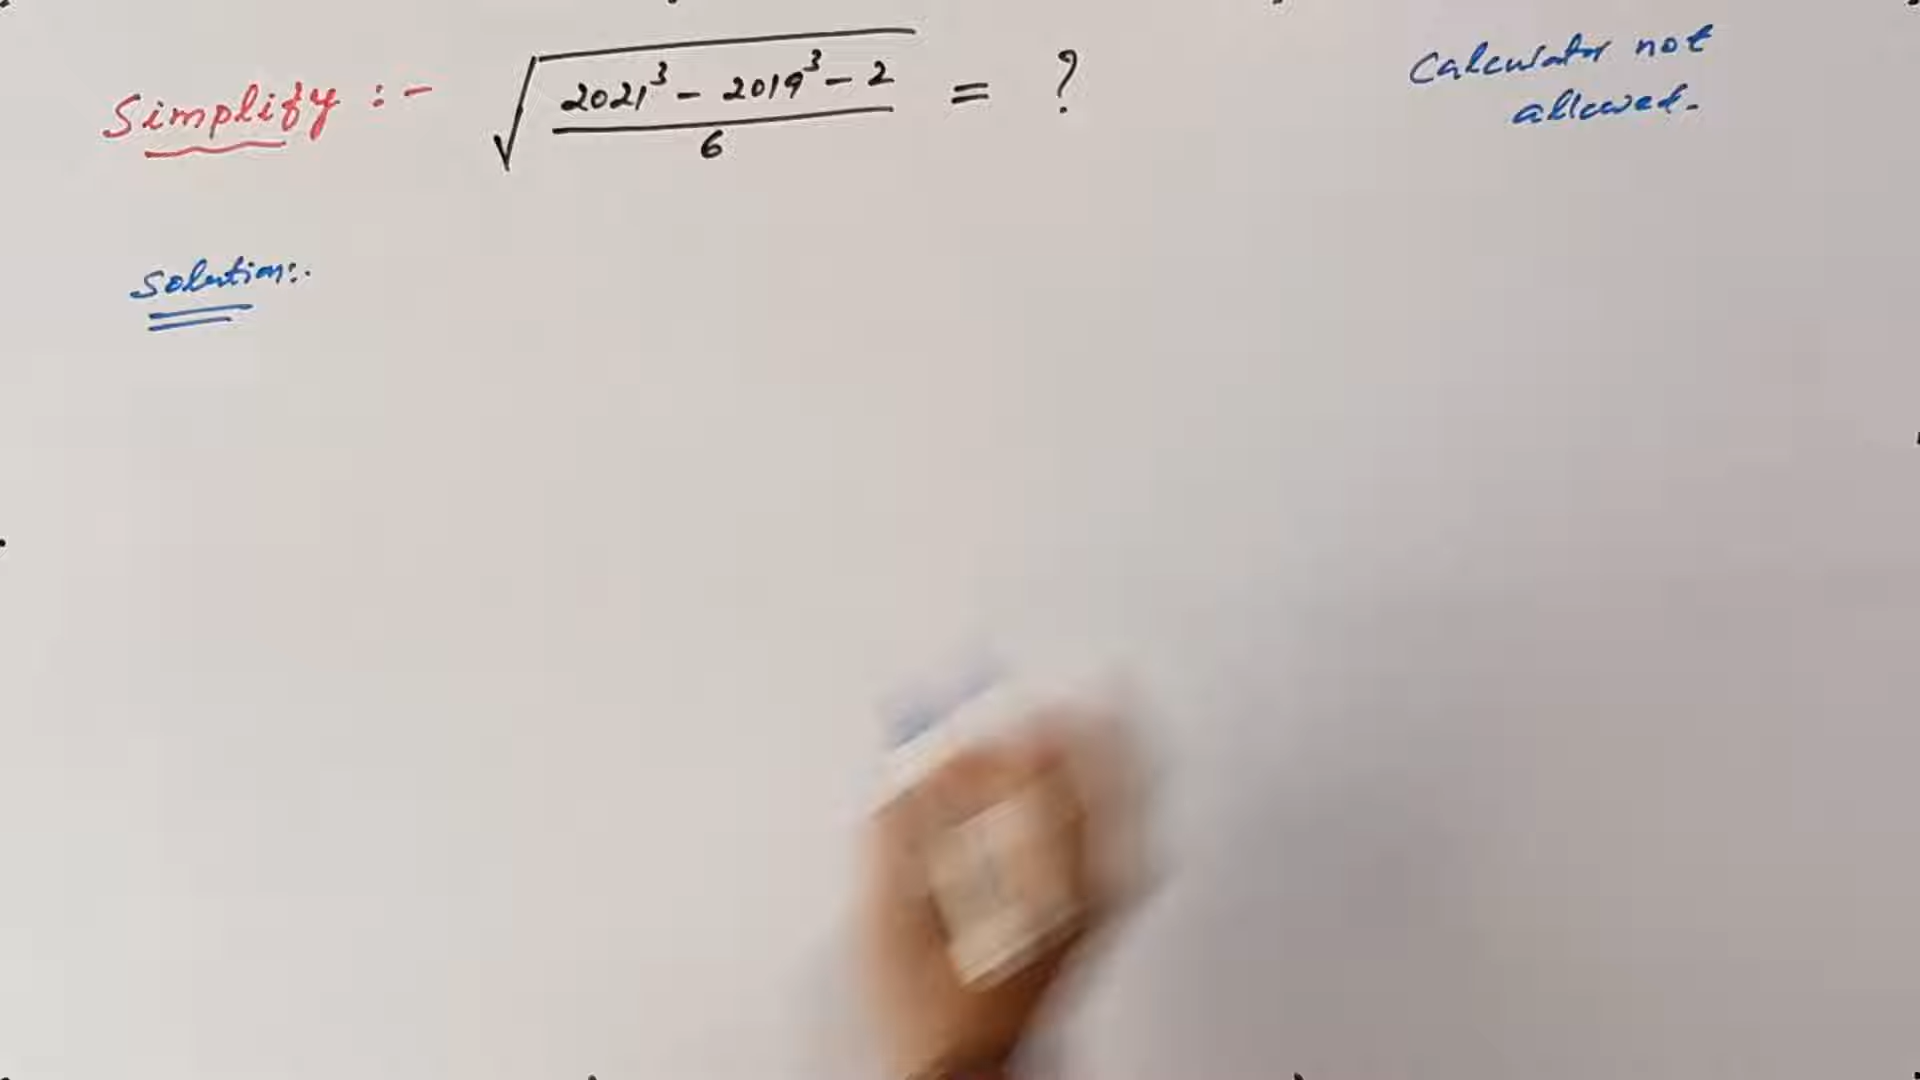 Simplify :- √((2021³ - 2019³ - 2)/6) = ?
Calculator not
allowed.
Solution:.